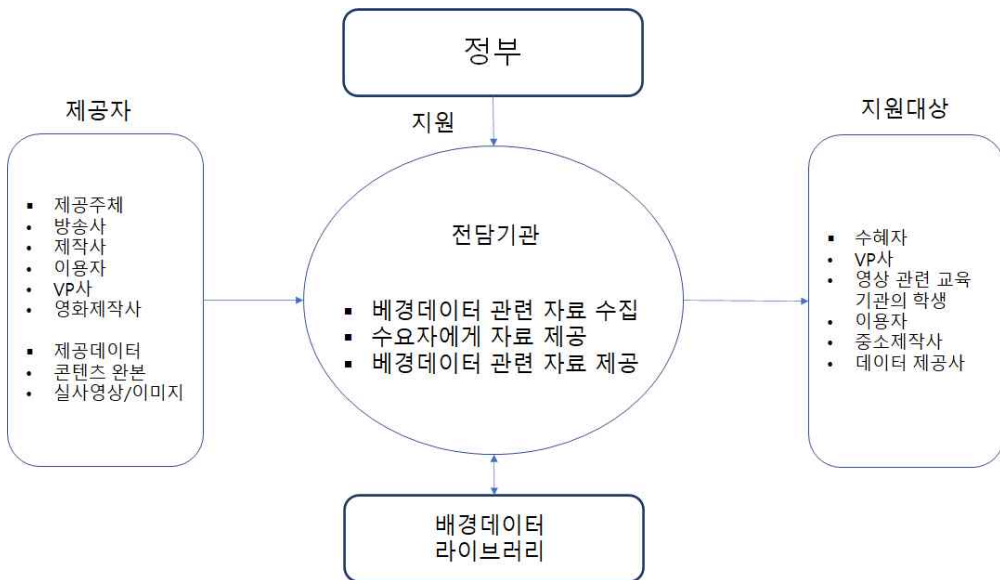 정부
지원
제공자
▪ 제공주체
• 방송사
• 제작사
• 이용자
• VP사
• 영화제작사
▪ 제공데이터
• 콘텐츠 완본
• 실사영상/이미지
전담기관
▪ 베경데이터 관련 자료 수집
▪ 수요자에게 자료 제공
▪ 베경데이터 관련 자료 제공
지원대상
▪ 수혜자
• VP사
• 영상 관련 교육
기관의 학생
• 이용자
• 중소제작사
• 데이터 제공사
배경데이터
라이브러리